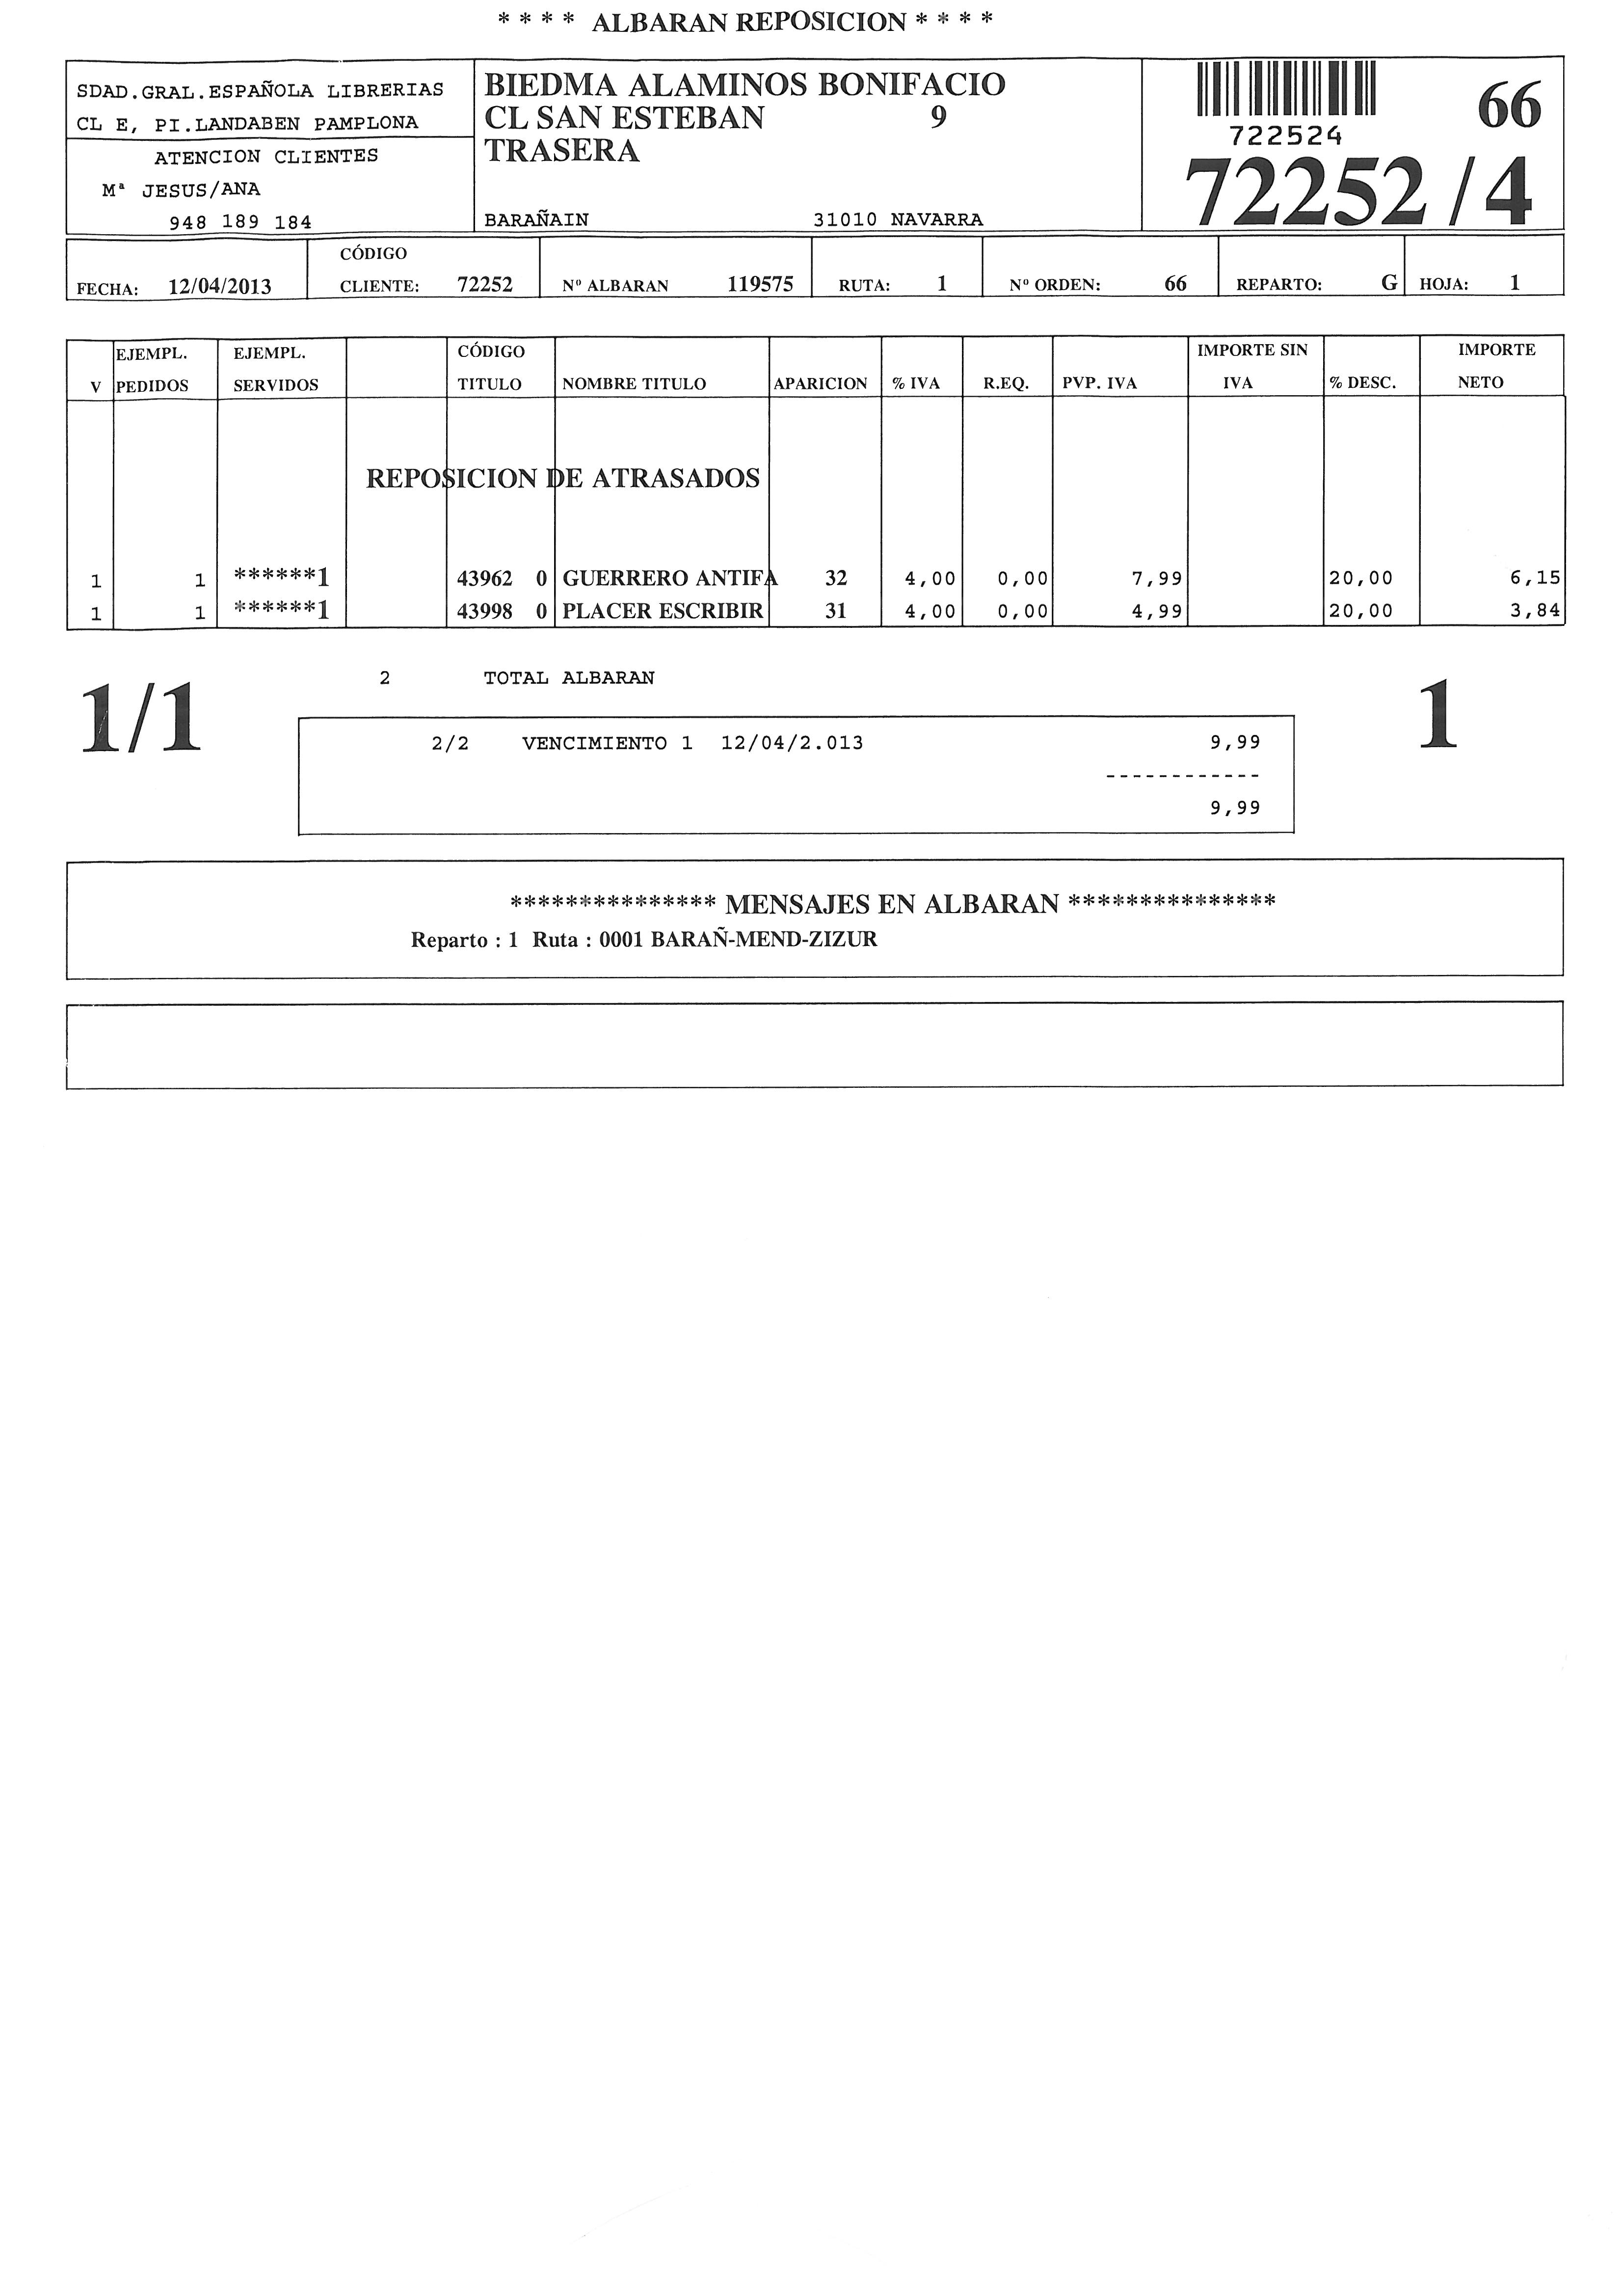 * * * * ALBARAN REPOSICION * * * *
SDAD.GRAL.ESPAÑOLA LIBRERIAS
CL E, PI.LANDABEN PAMPLONA
ATENCION CLIENTES
Mª JESUS/ANA
948 189 184
BIEDMA ALAMINOS BONIFACIO
CL SAN ESTEBAN 9
TRASERA
BARAÑAIN 31010 NAVARRA
722524
66
72252 / 4
FECHA: 12/04/2013 CÓDIGO CLIENTE: 72252 Nº ALBARAN 119575 RUTA: 1 Nº ORDEN: 66 REPARTO: G HOJA: 1
V EJEMPL. PEDIDOS EJEMPL. SERVIDOS CÓDIGO TITULO NOMBRE TITULO APARICION % IVA R.EQ. PVP. IVA IMPORTE SIN IVA % DESC. IMPORTE NETO
REPOSICION DE ATRASADOS
1 1 ******1 43962 0 GUERRERO ANTIFA 32 4,00 0,00 7,99 20,00 6,15
1 1 ******1 43998 0 PLACER ESCRIBIR 31 4,00 0,00 4,99 20,00 3,84
2 TOTAL ALBARAN
1/1
1
2/2 VENCIMIENTO 1 12/04/2.013 9,99
------------
9,99
*************** MENSAJES EN ALBARAN ***************
Reparto : 1 Ruta : 0001 BARAÑ-MEND-ZIZUR